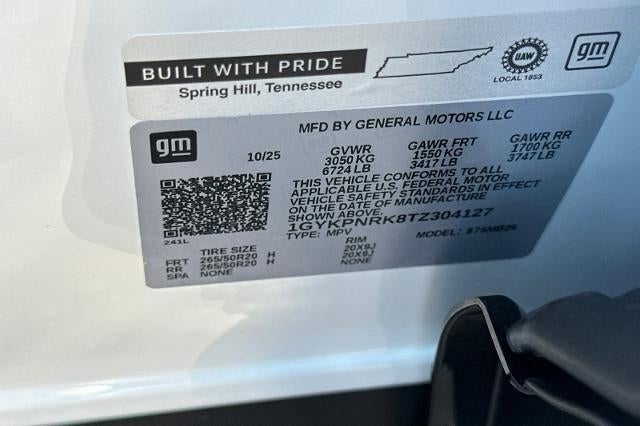 BUILT WITH PRIDE
Spring Hill, Tennessee
UAW
LOCAL 1853
gm
gm
MFD BY GENERAL MOTORS LLC
10/25 GVWR GAWR FRT GAWR RR
3050 KG 1550 KG 1700 KG
6724 LB 3417 LB 3747 LB
THIS VEHICLE CONFORMS TO ALL
APPLICABLE U.S. FEDERAL MOTOR
VEHICLE SAFETY STANDARDS IN EFFECT
ON THE DATE OF MANUFACTURE
SHOWN ABOVE.
1GYKPNRK8TZ304127
TYPE: MPV MODEL:
241L
TIRE SIZE RIM
FRT 265/50R20 H 20X9J
RR 265/50R20 H 20X9J
SPA NONE NONE